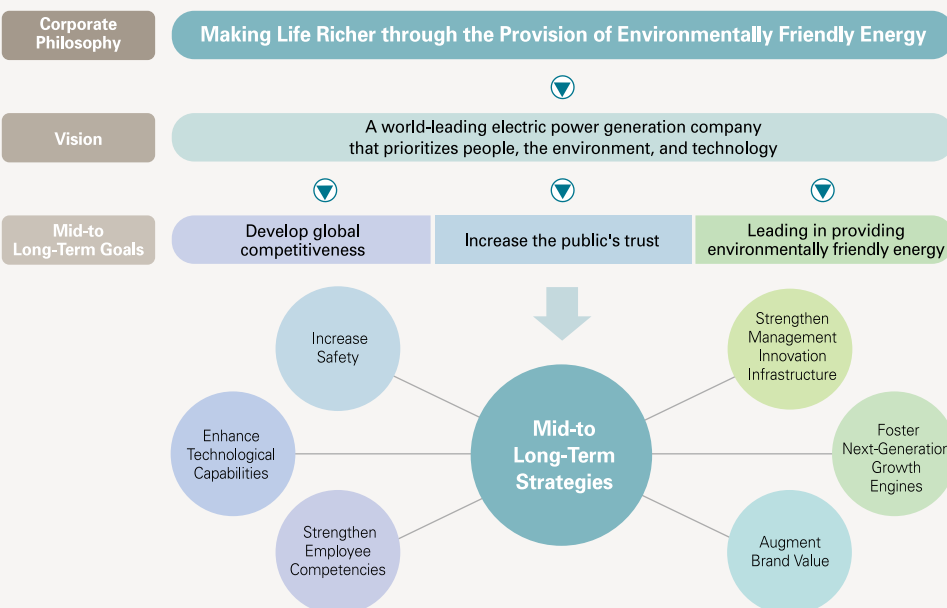 Corporate
Philosophy
Making Life Richer through the Provision of Environmentally Friendly Energy
Vision
A world-leading electric power generation company
that prioritizes people, the environment, and technology
Mid-to
Long-Term Goals
Develop global
competitiveness
Increase the public's trust
Leading in providing
environmentally friendly energy
Increase
Safety
Enhance
Technological
Capabilities
Strengthen
Employee
Competencies
Mid-to
Long-Term
Strategies
Strengthen
Management
Innovation
Infrastructure
Foster
Next-Generation
Growth
Engines
Augment
Brand Value